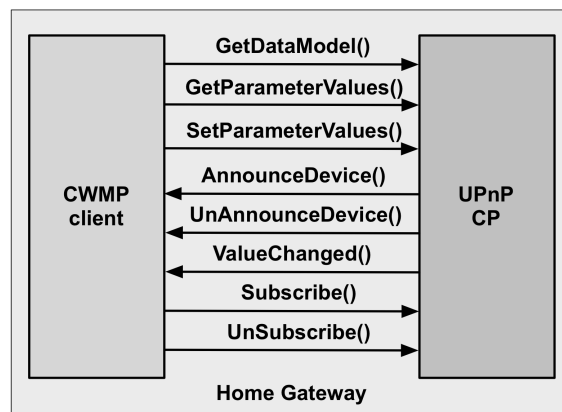 GetDataModel()
GetParameterValues()
SetParameterValues()
AnnounceDevice()
CWMP
client
UPnP
CP
UnAnnounceDevice()
ValueChanged()
Subscribe()
UnSubscribe()
Home Gateway